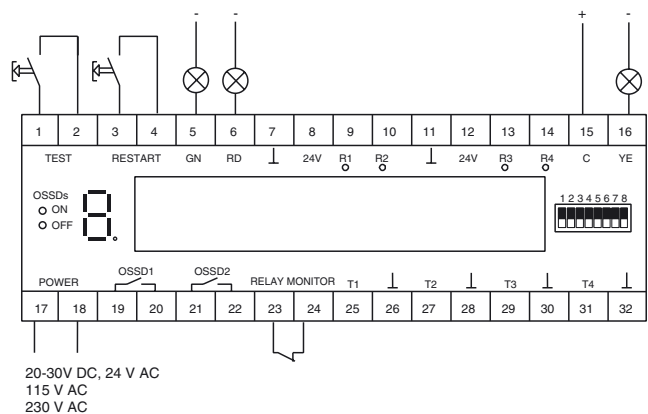 - - + -
1 2 3 4 5 6 7 8 9 10 11 12 13 14 15 16
TEST RESTART GN RD ⊥ 24V R1 R2 ⊥ 24V R3 R4 C YE
OSSDs
ON
OFF
8.
1 2 3 4 5 6 7 8
POWER OSSD1 OSSD2 RELAY MONITOR T1 ⊥ T2 ⊥ T3 ⊥ T4 ⊥
17 18 19 20 21 22 23 24 25 26 27 28 29 30 31 32
20-30V DC, 24 V AC
115 V AC
230 V AC